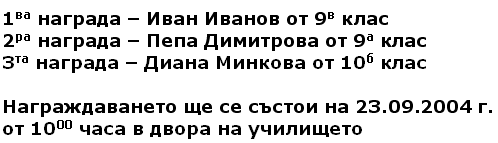 1ва награда – Иван Иванов от 9в клас
2ра награда – Пепа Димитрова от 9а клас
3та награда – Диана Минкова от 10б клас
Награждаването ще се състои на 23.09.2004 г.
от 1000 часа в двора на училището